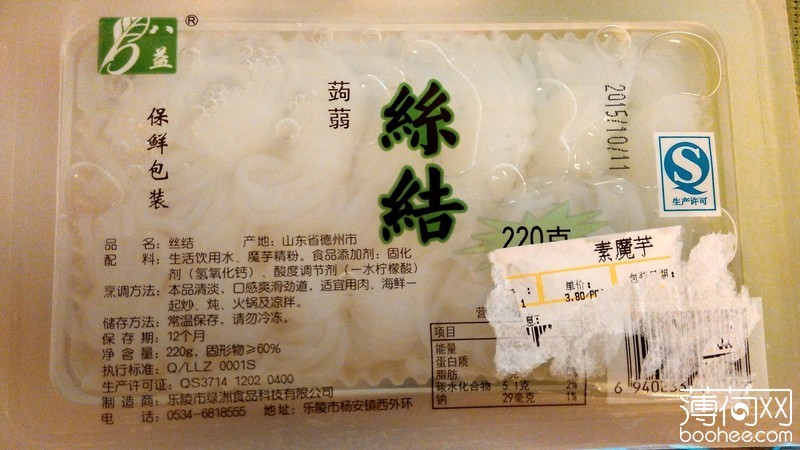 八益®
保鲜包装
蒟蒻
絲結
2015/10/11
QS
生产许可
220克
素魔芋
单价:
3.80/
品 名: 丝结 产地: 山东省德州市
配 料: 生活饮用水、魔芋精粉。食品添加剂: 固化
剂(氢氧化钙)、酸度调节剂(一水柠檬酸)
烹调方法: 本品清淡,口感爽滑劲道,适宜用肉、海鲜一
起炒、炖、火锅及凉拌。
储存方法: 常温保存,请勿冷冻。
保 存 期: 12个月
净 含 量: 220g, 固形物≥60%
执行标准: Q/LLZ 0001S
生产许可证: QS3714 1202 0400
制 造 商: 乐陵市绿洲食品科技有限公司
电 话: 0534-6818555 地址: 乐陵市杨安镇西外环
营
项目
能量
蛋白质
脂肪
碳水化合物 5.1克 2%
钠 29毫克 1%
6 94023
薄荷网
boohee.com